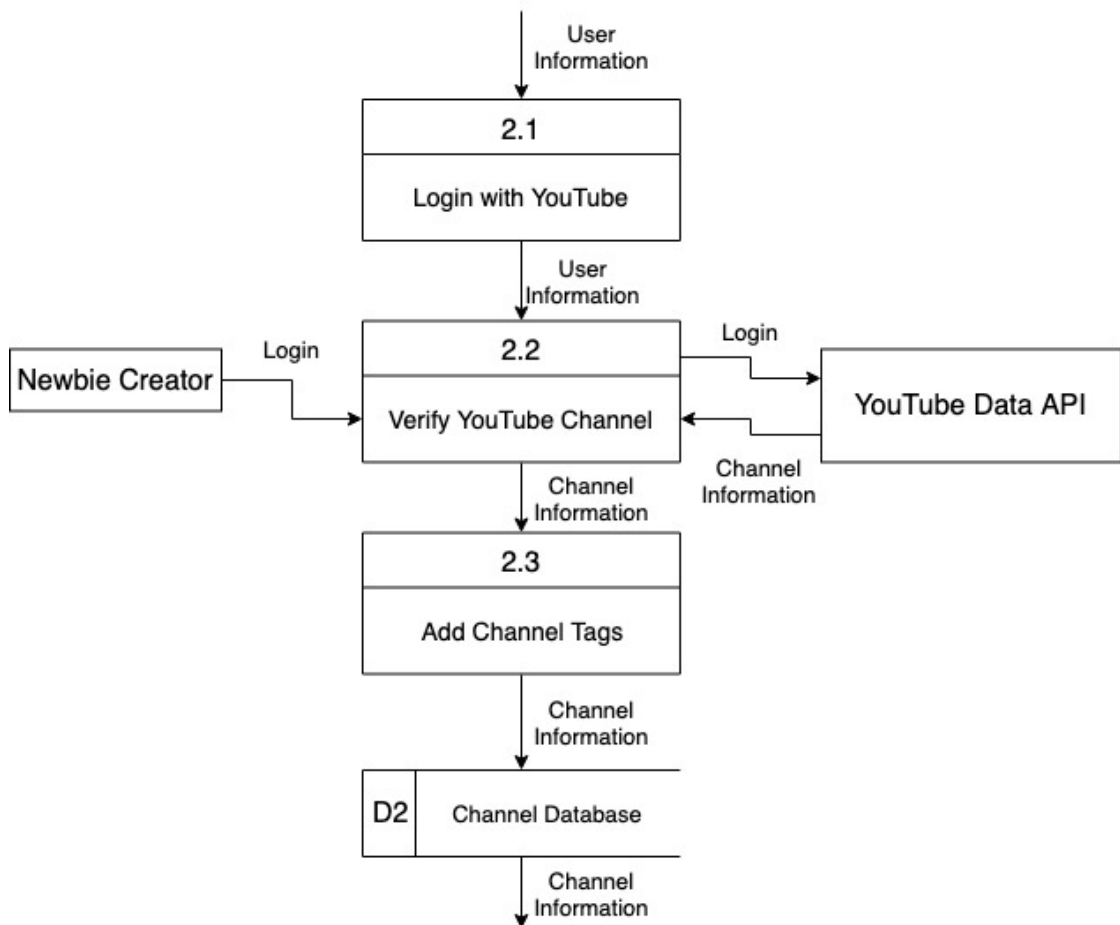 User
Information
2.1
Login with YouTube
User
Information
Newbie Creator
Login
2.2
Verify YouTube Channel
Login
YouTube Data API
Channel
Information
Channel
Information
2.3
Add Channel Tags
Channel
Information
D2
Channel Database
Channel
Information